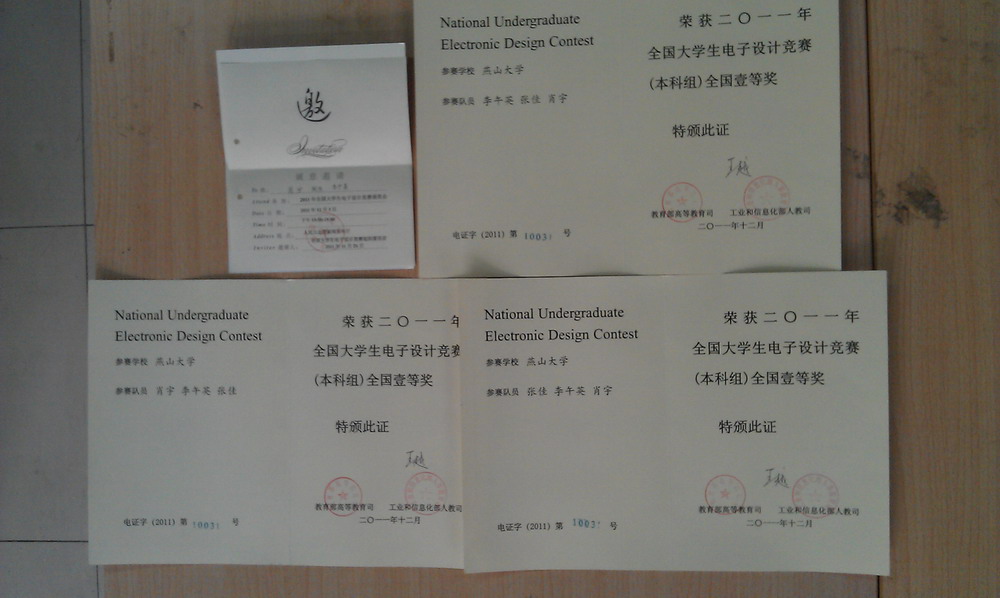 邀
Invitation
诚意邀请
National Undergraduate
Electronic Design Contest
参赛学校 燕山大学
参赛队员 李午英 张佳 肖宇
荣获二〇一一年
全国大学生电子设计竞赛
(本科组)全国壹等奖
特颁此证
教育部高等教育司 工业和信息化部人教司
二〇一一年十二月
电证字 (2011) 第 号
National Undergraduate
Electronic Design Contest
参赛学校 燕山大学
参赛队员 肖宇 李午英 张佳
荣获二〇一一年
全国大学生电子设计竞赛
(本科组)全国壹等奖
特颁此证
教育部高等教育司 工业和信息化部人教司
二〇一一年十二月
电证字 (2011) 第 号
National Undergraduate
Electronic Design Contest
参赛学校 燕山大学
参赛队员 张佳 李午英 肖宇
荣获二〇一一年
全国大学生电子设计竞赛
(本科组)全国壹等奖
特颁此证
教育部高等教育司 工业和信息化部人教司
二〇一一年十二月
电证字 (2011) 第 号